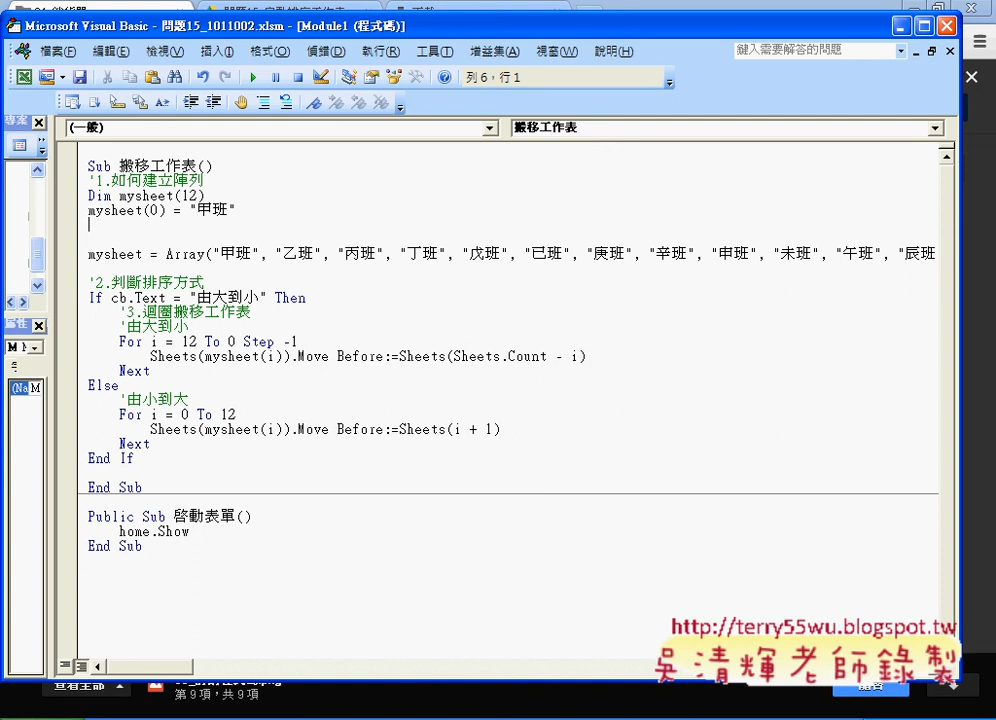 Microsoft Visual Basic - 問題15_1011002.xlsm - [Module1 (程式碼)]
檔案(F) 編輯(E) 檢視(V) 插入(I) 格式(O) 偵錯(D) 執行(R) 工具(T) 增益集(A) 視窗(W) 說明(H) 鍵入需要解答的問題
列 6, 行 1
專案
(一般) 搬移工作表
Sub 搬移工作表()
'1.如何建立陣列
Dim mysheet(12)
mysheet(0) = "甲班"
mysheet = Array("甲班", "乙班", "丙班", "丁班", "戊班", "已班", "庚班", "辛班", "申班", "未班", "午班", "辰班
'2.判斷排序方式
If cb.Text = "由大到小" Then
'3.迴圈搬移工作表
'由大到小
For i = 12 To 0 Step -1
Sheets(mysheet(i)).Move Before:=Sheets(Sheets.Count - i)
Next
Else
'由小到大
For i = 0 To 12
Sheets(mysheet(i)).Move Before:=Sheets(i + 1)
Next
End If
End Sub
Public Sub 啓動表單()
home.Show
End Sub
http://terry55wu.blogspot.tw
吳清輝老師錄製
查看全部
第 9 項，共 9 項